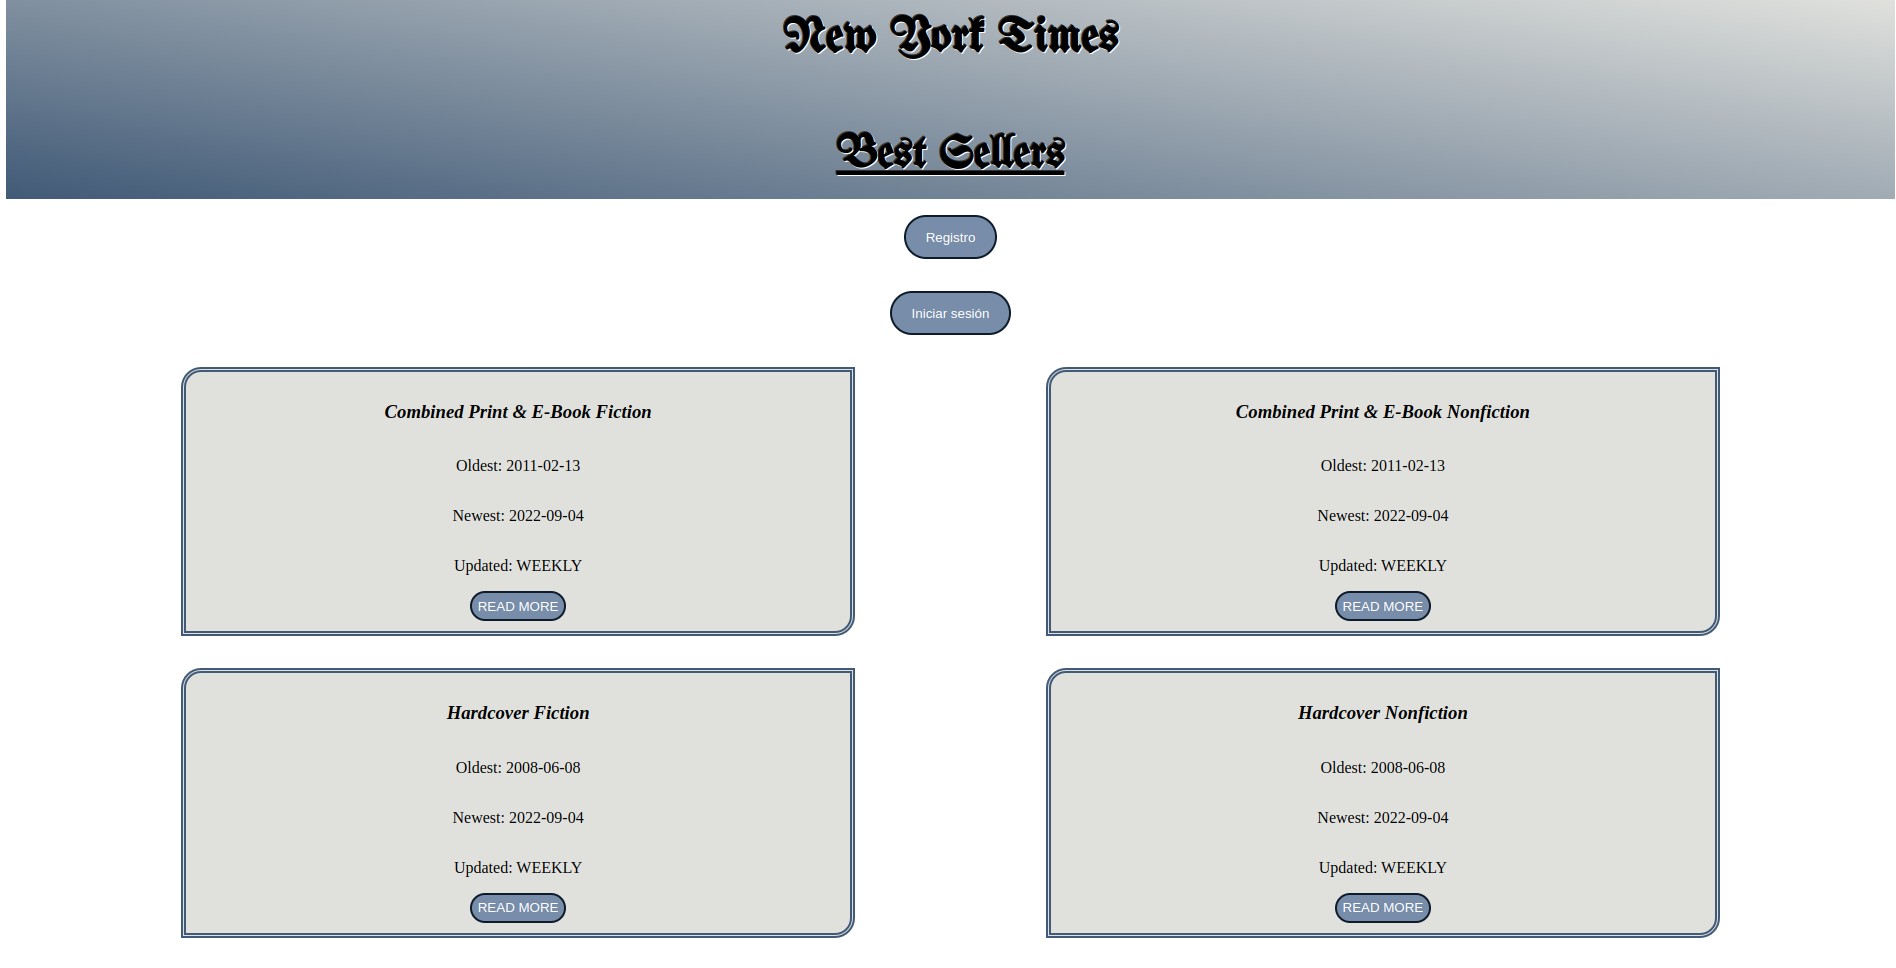 New York Times
Best Sellers
Registro
Iniciar sesión
Combined Print & E-Book Fiction
Oldest: 2011-02-13
Newest: 2022-09-04
Updated: WEEKLY
READ MORE
Combined Print & E-Book Nonfiction
Oldest: 2011-02-13
Newest: 2022-09-04
Updated: WEEKLY
READ MORE
Hardcover Fiction
Oldest: 2008-06-08
Newest: 2022-09-04
Updated: WEEKLY
READ MORE
Hardcover Nonfiction
Oldest: 2008-06-08
Newest: 2022-09-04
Updated: WEEKLY
READ MORE